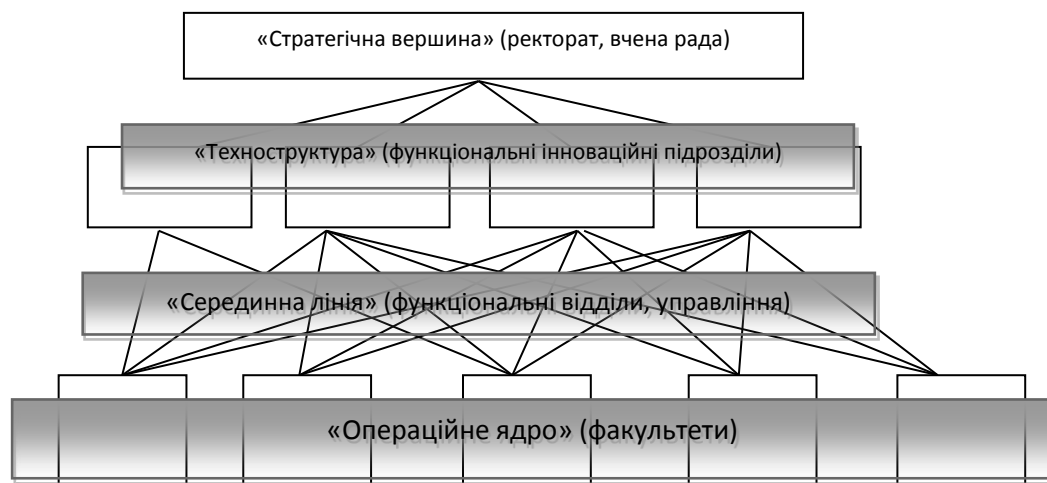 «Стратегічна вершина» (ректорат, вчена рада)
«Техноструктура» (функціональні інноваційні підрозділи)
«Серединна лінія» (функціональні відділи, управління)
«Операційне ядро» (факультети)